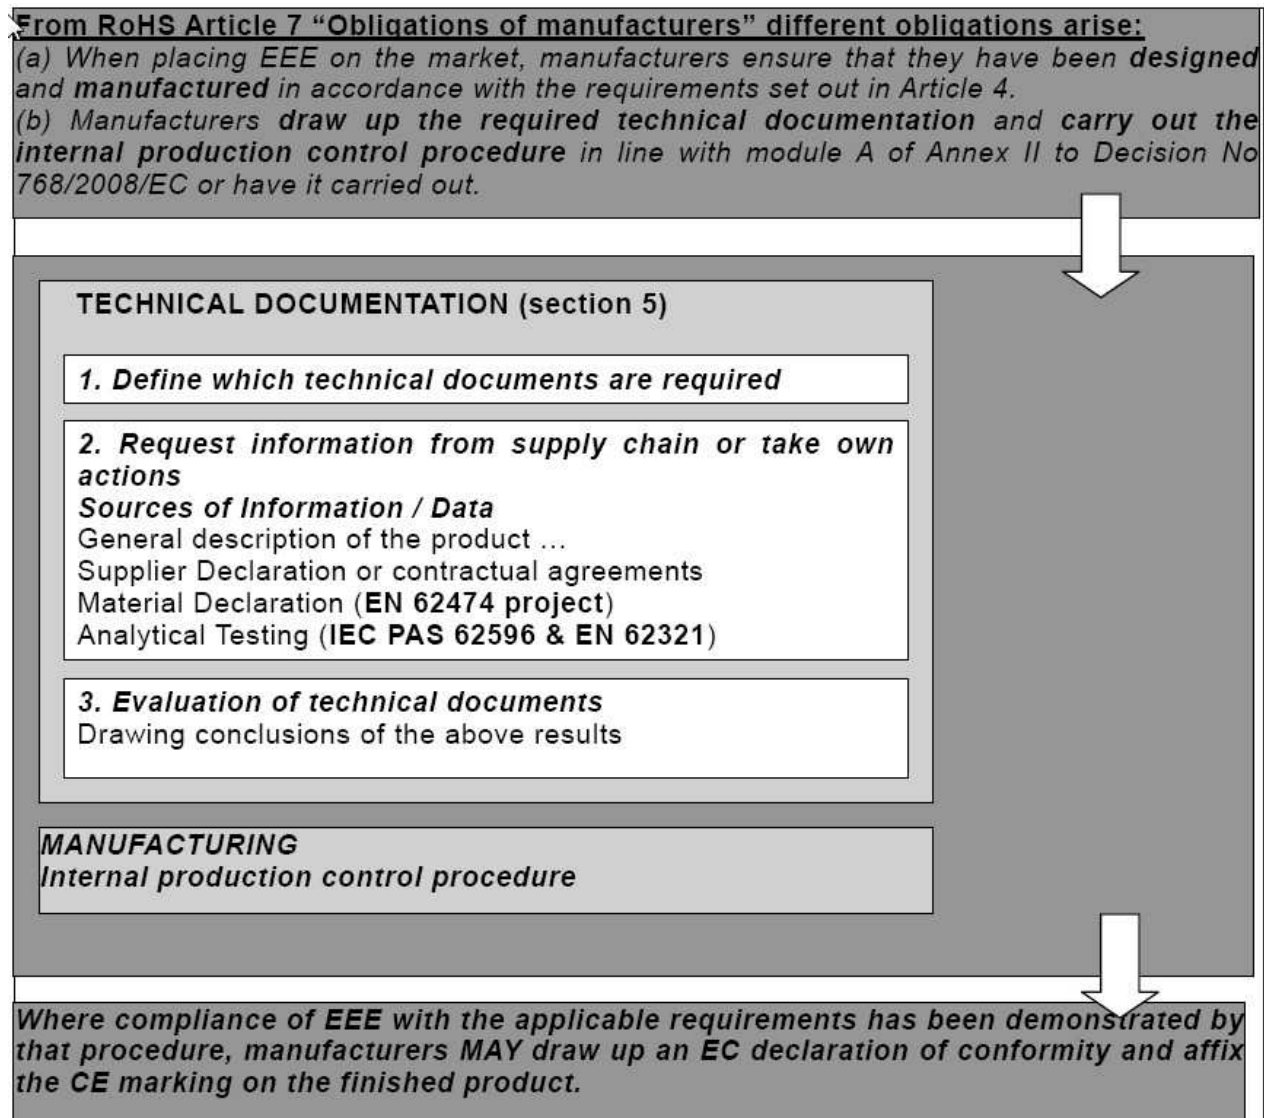 From RoHS Article 7 “Obligations of manufacturers” different obligations arise:
(a) When placing EEE on the market, manufacturers ensure that they have been designed
and manufactured in accordance with the requirements set out in Article 4.
(b) Manufacturers draw up the required technical documentation and carry out the
internal production control procedure in line with module A of Annex II to Decision No
768/2008/EC or have it carried out.
TECHNICAL DOCUMENTATION (section 5)
1. Define which technical documents are required
2. Request information from supply chain or take own
actions
Sources of Information / Data
General description of the product …
Supplier Declaration or contractual agreements
Material Declaration (EN 62474 project)
Analytical Testing (IEC PAS 62596 & EN 62321)
3. Evaluation of technical documents
Drawing conclusions of the above results
MANUFACTURING
Internal production control procedure
Where compliance of EEE with the applicable requirements has been demonstrated by
that procedure, manufacturers MAY draw up an EC declaration of conformity and affix
the CE marking on the finished product.